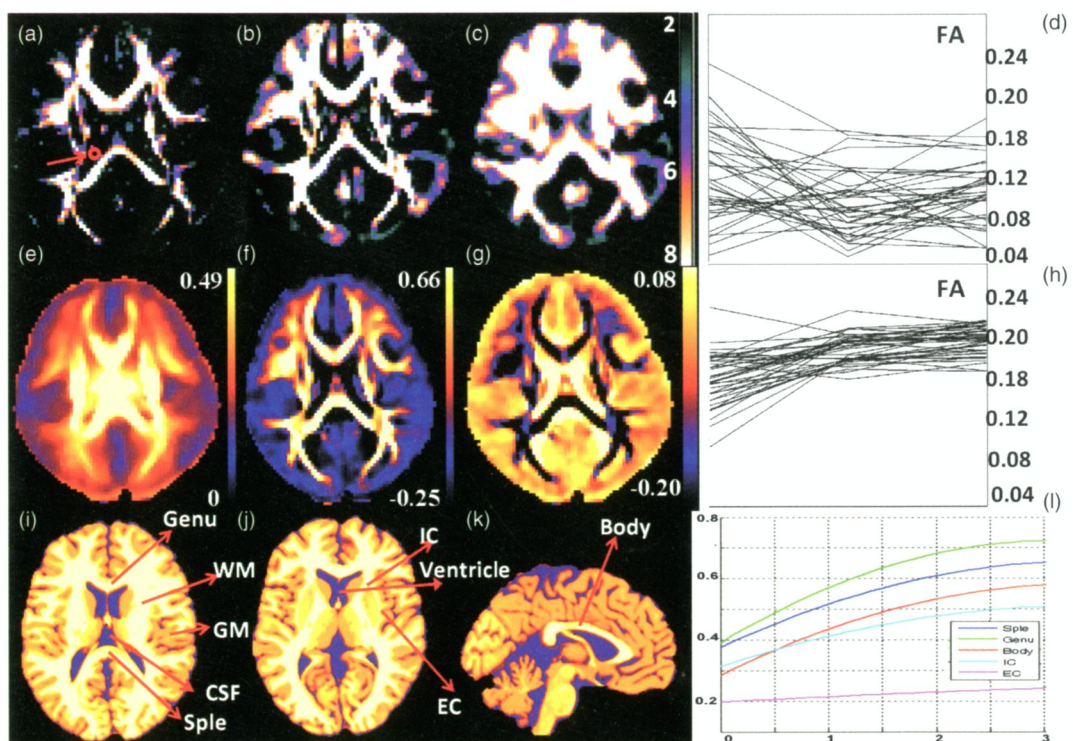 (a)
(b)
(c)
2
4
6
8
FA
(d)
0.24
0.20
0.18
0.12
0.08
0.04
(e)
0.49
0
(f)
0.66
-0.25
(g)
0.08
-0.20
FA
(h)
0.24
0.20
0.18
0.12
0.08
0.04
(i)
Genu
WM
GM
CSF
Sple
(j)
IC
Ventricle
EC
(k)
Body
(l)
0.8
0.6
0.4
0.2
0
1
2
3
Sple
Genu
Body
IC
EC